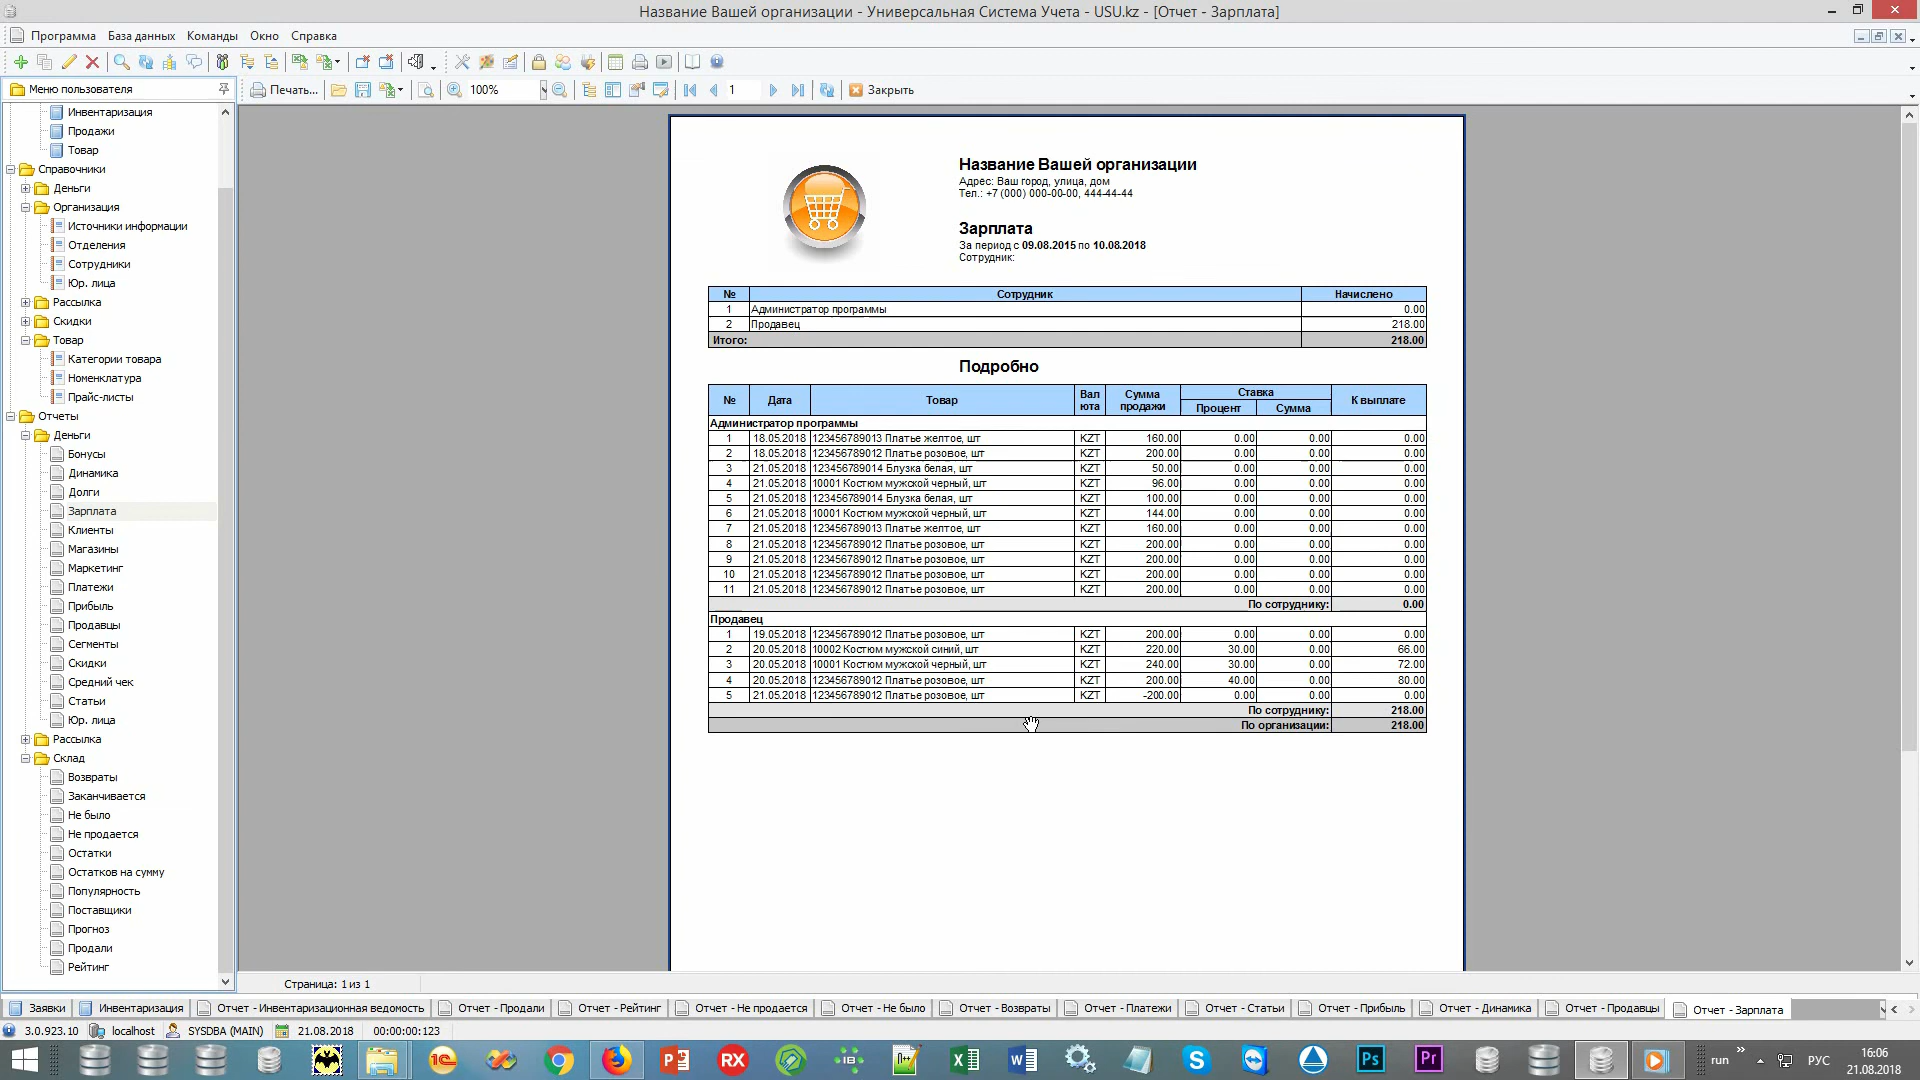 Название Вашей организации - Универсальная Система Учета - USU.kz - [Отчет - Зарплата]
Программа База данных Команды Окно Справка
Меню пользователя
Печать... 100% 1 Закрыть
Инвентаризация
Продажи
Товар
Справочники
Деньги
Организация
Источники информации
Отделения
Сотрудники
Юр. лица
Рассылка
Скидки
Товар
Категории товара
Номенклатура
Прайс-листы
Отчеты
Деньги
Бонусы
Динамика
Долги
Зарплата
Клиенты
Магазины
Маркетинг
Платежи
Прибыль
Продавцы
Сегменты
Скидки
Средний чек
Статьи
Юр. лица
Рассылка
Склад
Возвраты
Заканчивается
Не было
Не продается
Остатки
Остатков на сумму
Популярность
Поставщики
Прогноз
Продали
Рейтинг
Название Вашей организации
Адрес: Ваш город, улица, дом
Тел.: +7 (000) 000-00-00, 444-44-44
Зарплата
За период с 09.08.2015 по 10.08.2018
Сотрудник:
№ Сотрудник Начислено
1 Администратор программы 0.00
2 Продавец 218.00
Итого: 218.00
Подробно
№ Дата Товар Вал юта Сумма продажи Ставка К выплате
Процент Сумма
Администратор программы
1 18.05.2018 123456789013 Платье желтое, шт KZT 160.00 0.00 0.00 0.00
2 18.05.2018 123456789012 Платье розовое, шт KZT 200.00 0.00 0.00 0.00
3 21.05.2018 123456789014 Блузка белая, шт KZT 50.00 0.00 0.00 0.00
4 21.05.2018 10001 Костюм мужской черный, шт KZT 96.00 0.00 0.00 0.00
5 21.05.2018 123456789014 Блузка белая, шт KZT 100.00 0.00 0.00 0.00
6 21.05.2018 10001 Костюм мужской черный, шт KZT 144.00 0.00 0.00 0.00
7 21.05.2018 123456789013 Платье желтое, шт KZT 160.00 0.00 0.00 0.00
8 21.05.2018 123456789012 Платье розовое, шт KZT 200.00 0.00 0.00 0.00
9 21.05.2018 123456789012 Платье розовое, шт KZT 200.00 0.00 0.00 0.00
10 21.05.2018 123456789012 Платье розовое, шт KZT 200.00 0.00 0.00 0.00
11 21.05.2018 123456789012 Платье розовое, шт KZT 200.00 0.00 0.00 0.00
По сотруднику: 0.00
Продавец
1 19.05.2018 123456789012 Платье розовое, шт KZT 200.00 0.00 0.00 0.00
2 20.05.2018 10002 Костюм мужской синий, шт KZT 220.00 30.00 0.00 66.00
3 20.05.2018 10001 Костюм мужской черный, шт KZT 240.00 30.00 0.00 72.00
4 20.05.2018 123456789012 Платье розовое, шт KZT 200.00 40.00 0.00 80.00
5 21.05.2018 123456789012 Платье розовое, шт KZT -200.00 0.00 0.00 0.00
По сотруднику: 218.00
По организации: 218.00
Страница: 1 из 1
Заявки Инвентаризация Отчет - Инвентаризационная ведомость Отчет - Продали Отчет - Рейтинг Отчет - Не продается Отчет - Не было Отчет - Возвраты Отчет - Платежи Отчет - Статьи Отчет - Прибыль Отчет - Динамика Отчет - Продавцы Отчет - Зарплата
3.0.923.10 localhost SYSDBA (MAIN) 21.08.2018 00:00:00:123
run РУС 16:06
21.08.2018